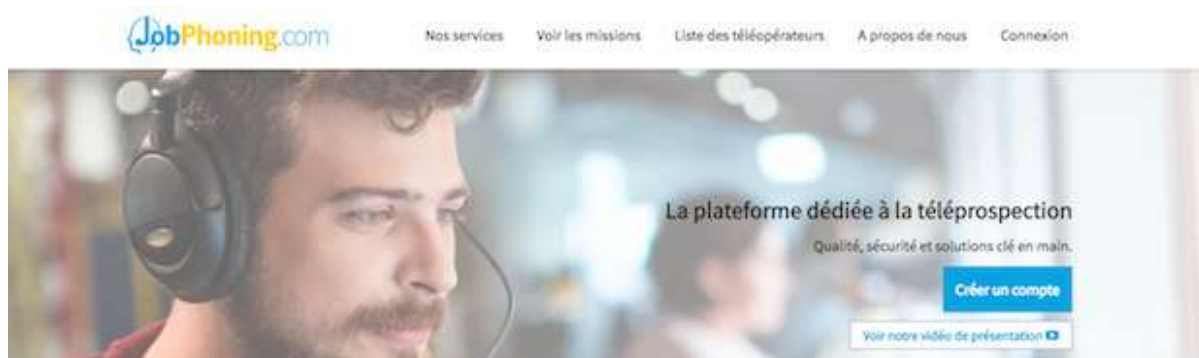 JobPhoning.com
Nos services
Voir les missions
Liste des téléopérateurs
A propos de nous
Connexion
La plateforme dédiée à la téléprospection
Qualité, sécurité et solutions clé en main.
Créer un compte
Voir notre vidéo de présentation